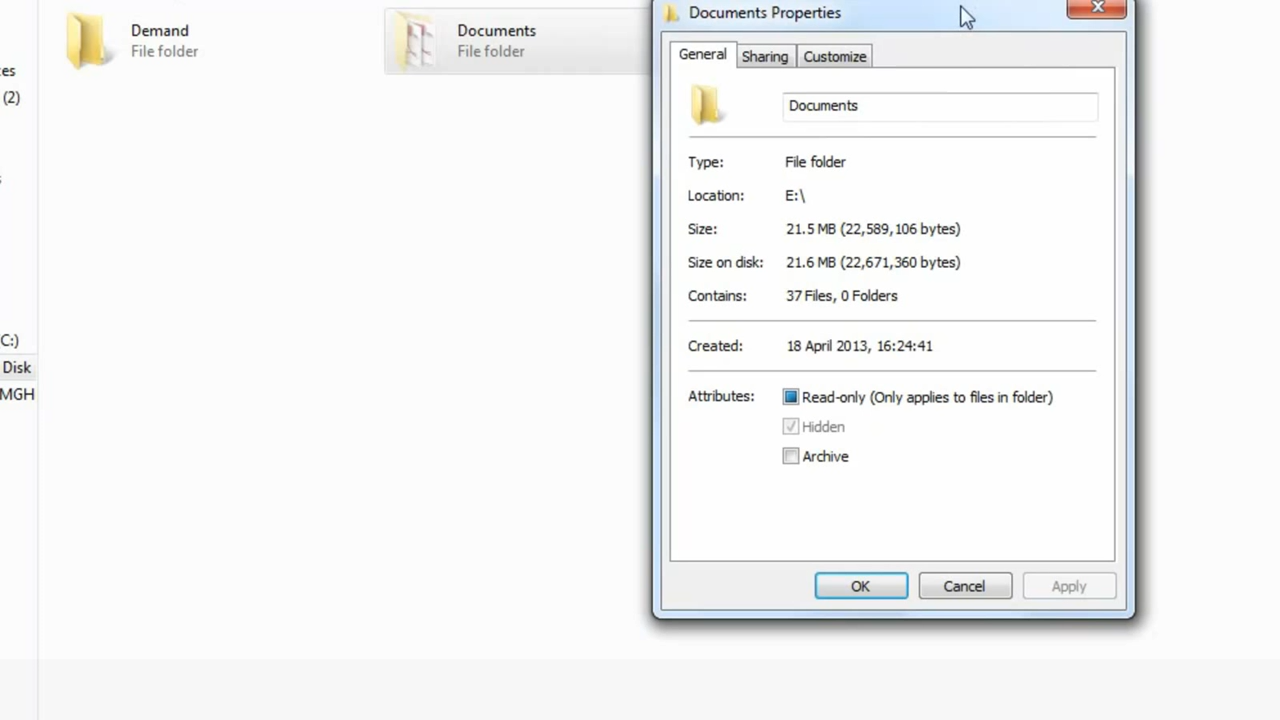 Demand
File folder
Documents
File folder
es
(2)
s
C:)
Disk
MGH
Documents Properties
General Sharing Customize
Documents
Type: File folder
Location: E:\
Size: 21.5 MB (22,589,106 bytes)
Size on disk: 21.6 MB (22,671,360 bytes)
Contains: 37 Files, 0 Folders
Created: 18 April 2013, 16:24:41
Attributes: Read-only (Only applies to files in folder)
Hidden
Archive
OK Cancel Apply